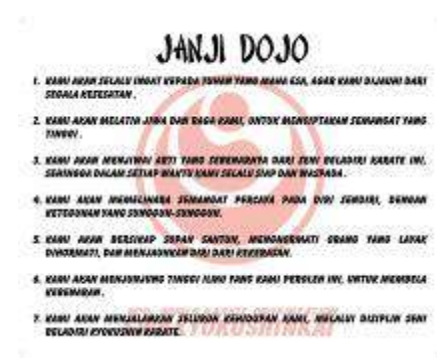 JANJI DOJO
1. KAMI AKAN SELALU INGAT KEPADA TUHAN YANG MAHA ESA, AGAR KAMI DIJAUHI DARI
SEGALA KESESATAN .
2. KAMI AKAN MELATIH JIWA DAN RAGA KAMI, UNTUK MENCIPTAKAN SEMANGAT YANG
TINGGI .
3. KAMI AKAN MENJIWAI ARTI YANG SEBENARNYA DARI SENI BELADIRI KARATE INI,
SEHINGGA DALAM SETIAP WAKTU KAMI SELALU SIAP DAN WASPADA .
4. KAMI AKAN MEMELIHARA SEMANGAT PERCAYA PADA DIRI SENDIRI, DENGAN
KETEGUHAN YANG SUNGGUH-SUNGGUH.
5. KAMI AKAN BERSIKAP SOPAN SANTUN, MENGHORMATI ORANG YANG LAYAK
DIHORMATI, DAN MENJAUHKAN DIRI DARI KEKERASAN.
6. KAMI AKAN MENJUNJUNG TINGGI ILMU YANG KAMI PEROLEH INI, UNTUK MEMBELA
KEBENARAN .
7. KAMI AKAN MENJALANKAN SELURUH KEHIDUPAN KAMI, MELALUI DISIPLIN SENI
BELADIRI KYOKUSHIN KARATE.
KYOKUSHINKAI